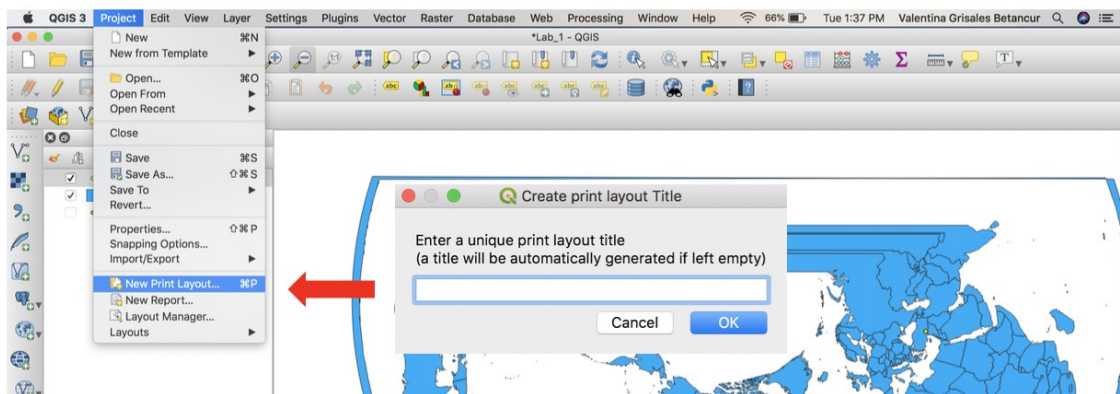 QGIS 3 Project Edit View Layer Settings Plugins Vector Raster Database Web Processing Window Help 66% Tue 1:37 PM Valentina Grisales Betancur
*Lab_1 - QGIS
New ⌘N
New from Template
Open... ⌘O
Open From
Open Recent
Close
Save ⌘S
Save As... ⇧⌘S
Save To
Revert...
Properties... ⇧⌘P
Snapping Options...
Import/Export
New Print Layout... ⌘P
New Report...
Layout Manager...
Layouts
abc abc
Create print layout Title
Enter a unique print layout title
(a title will be automatically generated if left empty)
Cancel OK